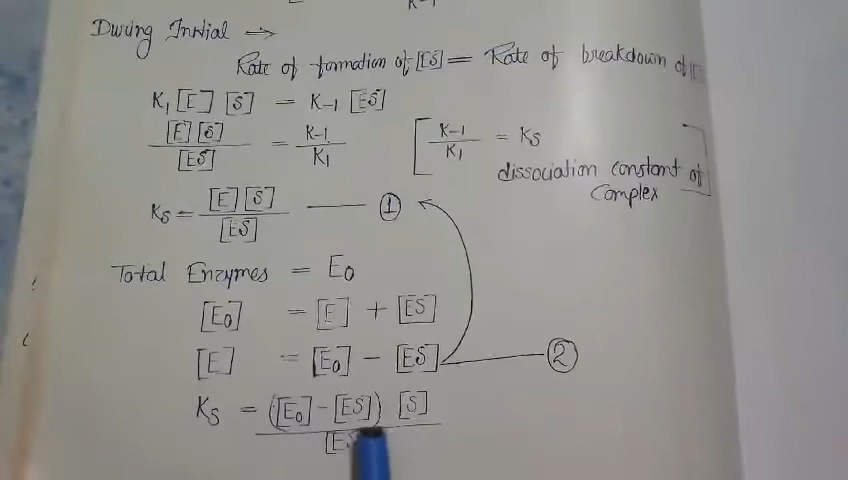 K-1
During Initial →
Rate of formation of [ES] = Rate of breakdown of
K1 [E] [S] = K-1 [ES]
[E][S] / [ES] = K-1 / K1 [ K-1 / K1 = KS
dissociation constant of
Complex ]
KS = [E][S] / [ES] —— ①
Total Enzymes = E0
[E0] = [E] + [ES]
[E] = [E0] - [ES] —— ②
KS = ([E0] - [ES]) [S] / [ES